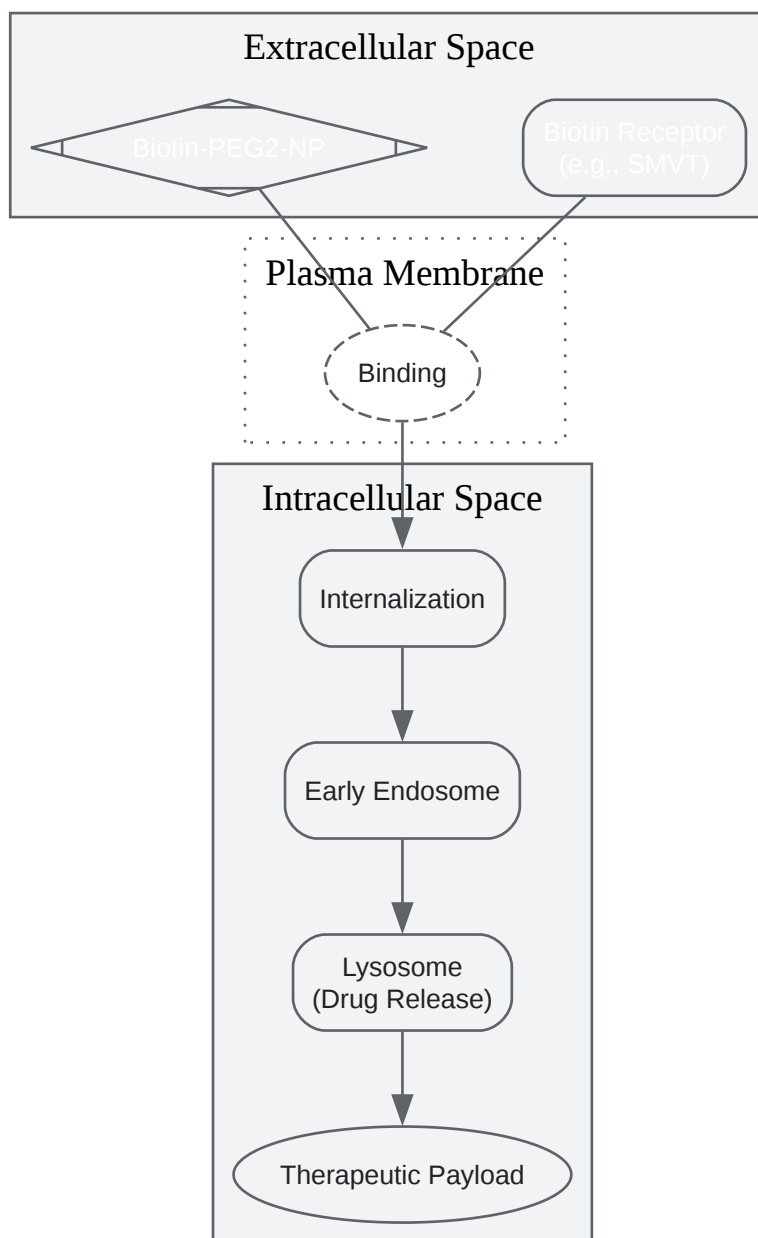 Extracellular Space
Biotin-PEG2-NP
Biotin Receptor
(e.g., SMVT)
Plasma Membrane
Binding
Intracellular Space
Internalization
Early Endosome
Lysosome
(Drug Release)
Therapeutic Payload